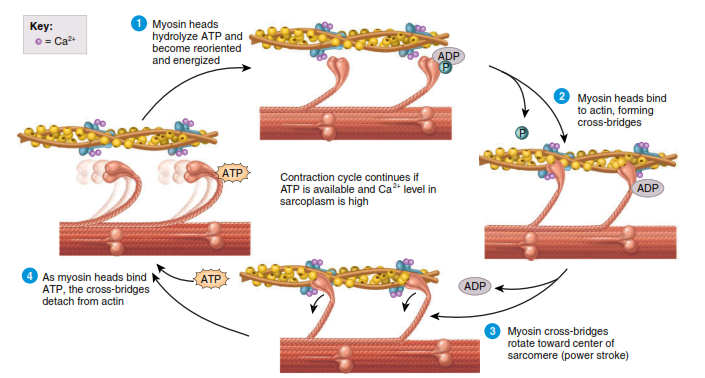 Key:
= Ca²⁺
1 Myosin heads
hydrolyze ATP and
become reoriented
and energized
ADP
P
2 Myosin heads bind
to actin, forming
cross-bridges
P
ADP
ATP
Contraction cycle continues if
ATP is available and Ca²⁺ level in
sarcoplasm is high
4 As myosin heads bind
ATP, the cross-bridges
detach from actin
ATP
ADP
3 Myosin cross-bridges
rotate toward center of
sarcomere (power stroke)